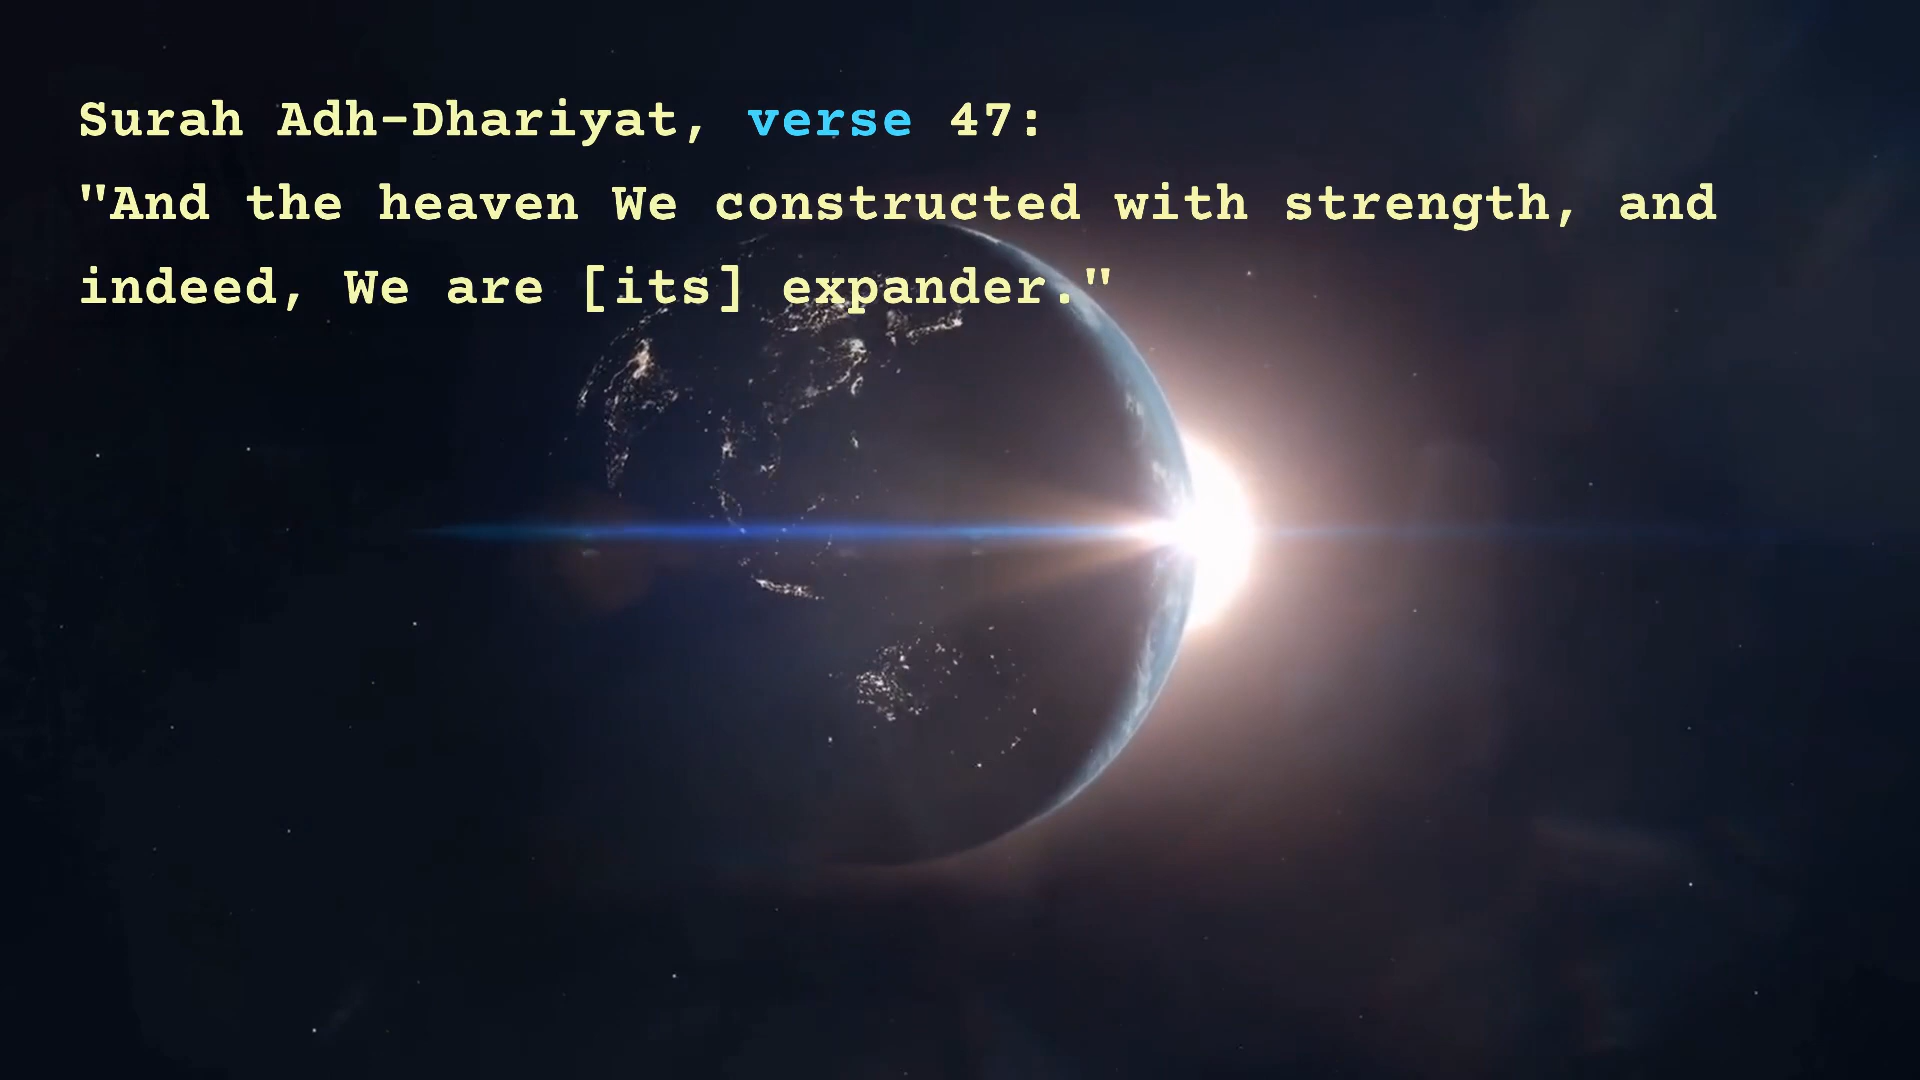 Surah Adh-Dhariyat, verse 47:
"And the heaven We constructed with strength, and
indeed, We are [its] expander."